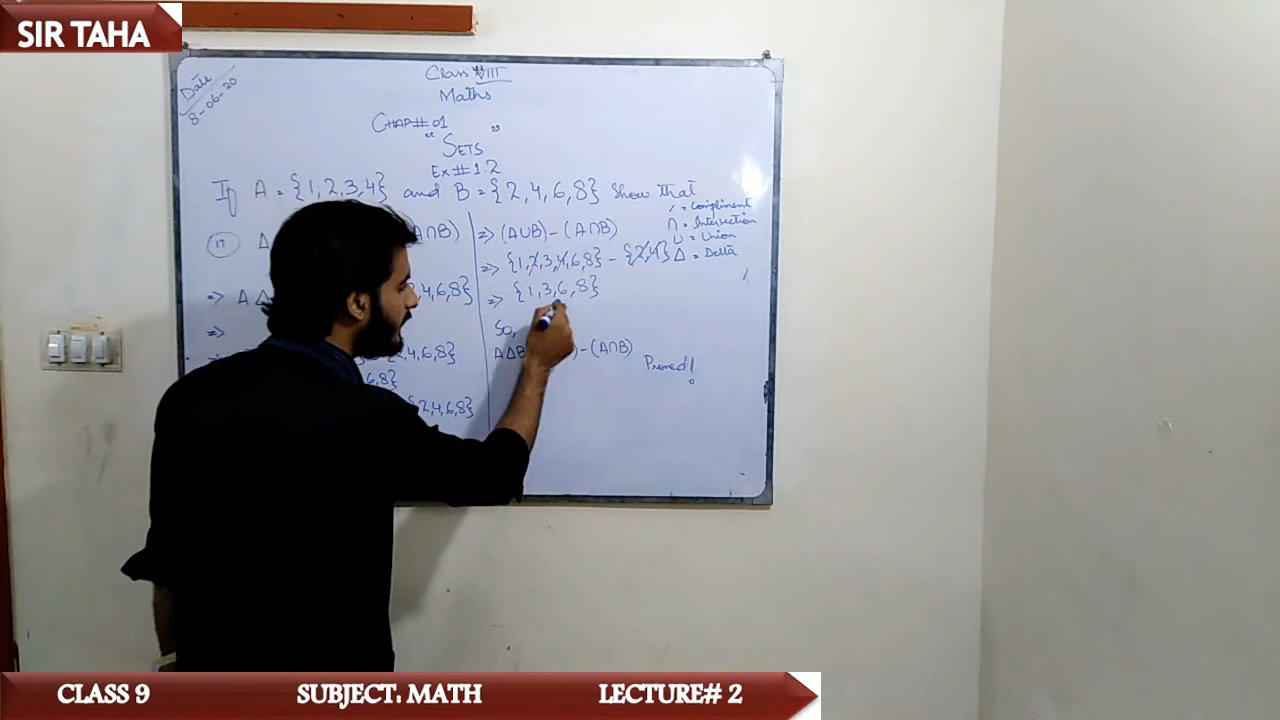 SIR TAHA
Date
8-06-20
Class VIII
Maths
CHAP# 01
"SETS"
Ex# 1.2
If A = {1,2,3,4} and B = {2,4,6,8} Show that
′ = Compliment
∩ = Intersection
∪ = Union
Δ = Delta
(17) A∩B)
=> A Δ ,4,6,8}
=>
2,4,6,8}
6,8}
{2,4,6,8}
=> (A∪B) - (A∩B)
=> {1,2,3,4,6,8} - {2,4}
=> {1,3,6,8}
So,
AΔB ) - (A∩B)
Proved!
CLASS 9 SUBJECT: MATH LECTURE# 2